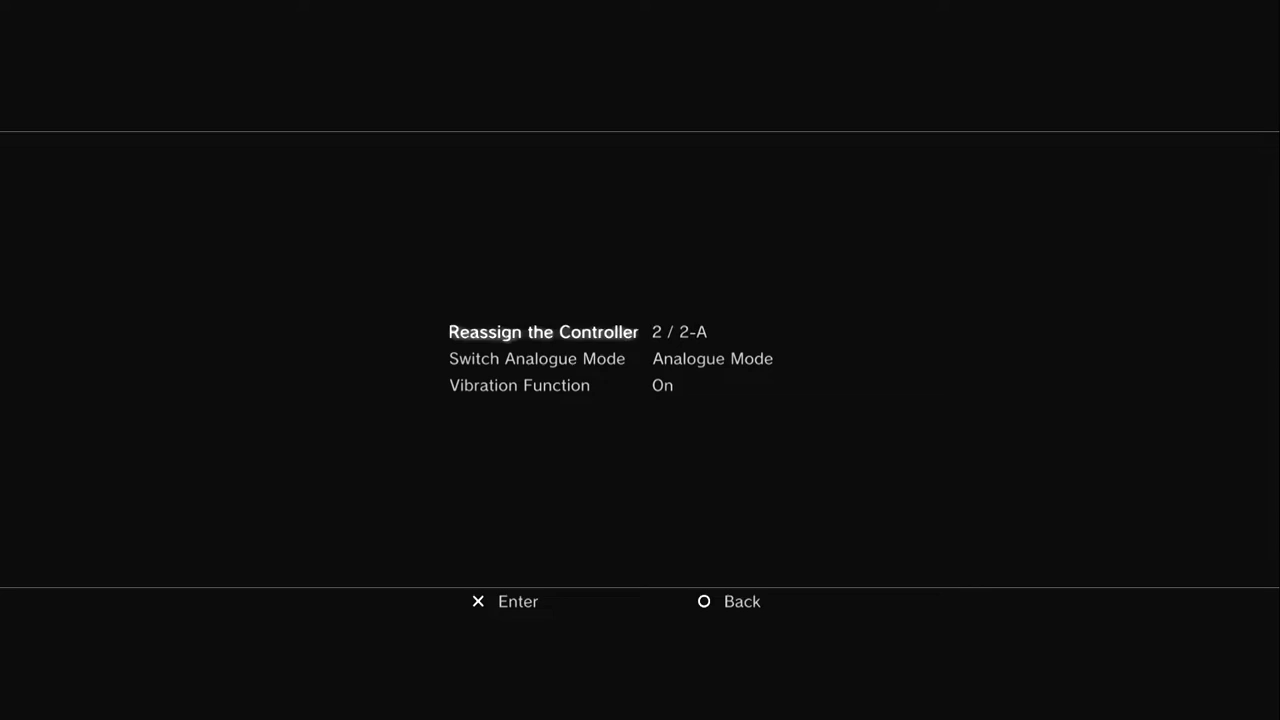 Reassign the Controller 2 / 2-A
Switch Analogue Mode Analogue Mode
Vibration Function On
Enter Back